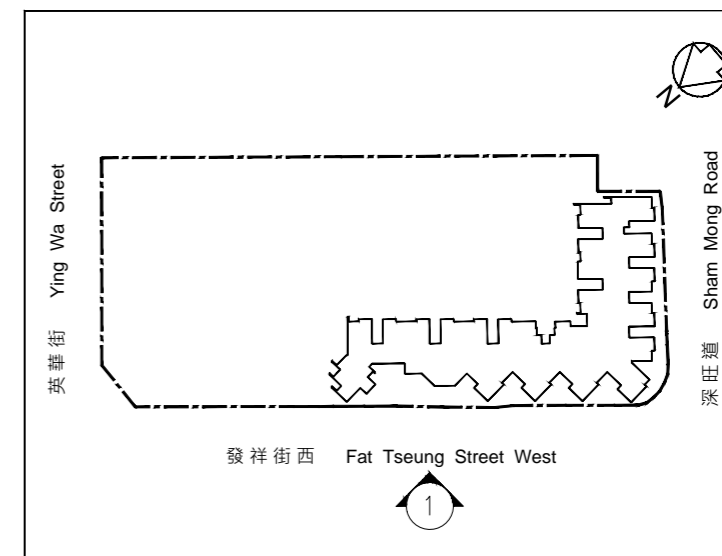 N
英華街 Ying Wa Street
深旺道 Sham Mong Road
發祥街西 Fat Tseung Street West
1